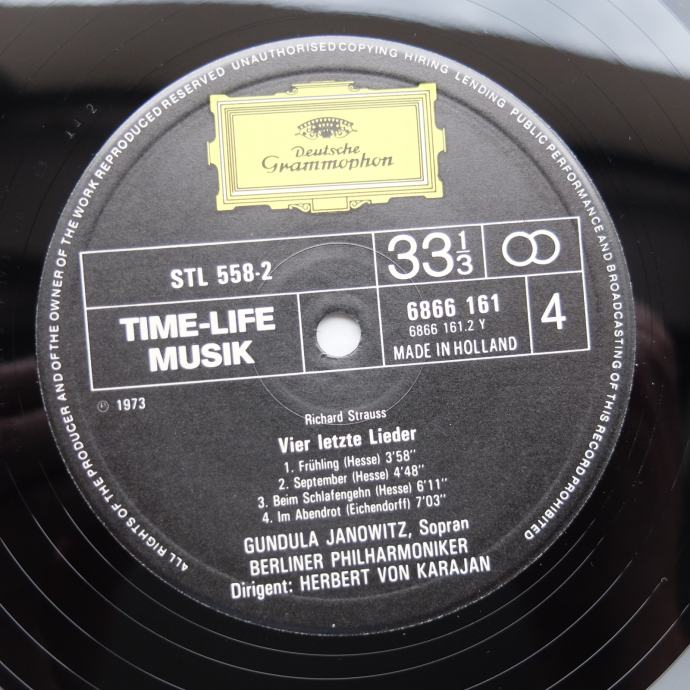 ALL RIGHTS OF THE PRODUCER AND OF THE OWNER OF THE WORK REPRODUCED RESERVED UNAUTHORISED COPYING HIRING LENDING PUBLIC PERFORMANCE AND BROADCASTING OF THIS RECORD PROHIBITED
Deutsche
Grammophon
STL 558-2
33 1/3
TIME-LIFE
MUSIK
6866 161
6866 161.2 Y
MADE IN HOLLAND
4
℗ 1973
Richard Strauss
Vier letzte Lieder
1. Frühling (Hesse) 3'58"
2. September (Hesse) 4'48"
3. Beim Schlafengehn (Hesse) 6'11"
4. Im Abendrot (Eichendorff) 7'03"
GUNDULA JANOWITZ, Sopran
BERLINER PHILHARMONIKER
Dirigent: HERBERT VON KARAJAN